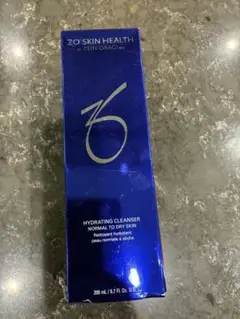 ZO® SKIN HEALTH
BY ZEIN OBAGI MD
HYDRATING CLEANSER
NORMAL TO DRY SKIN
Nettoyant hydratant
peau normale à sèche
200 mL / 6.7 Fl. Oz.